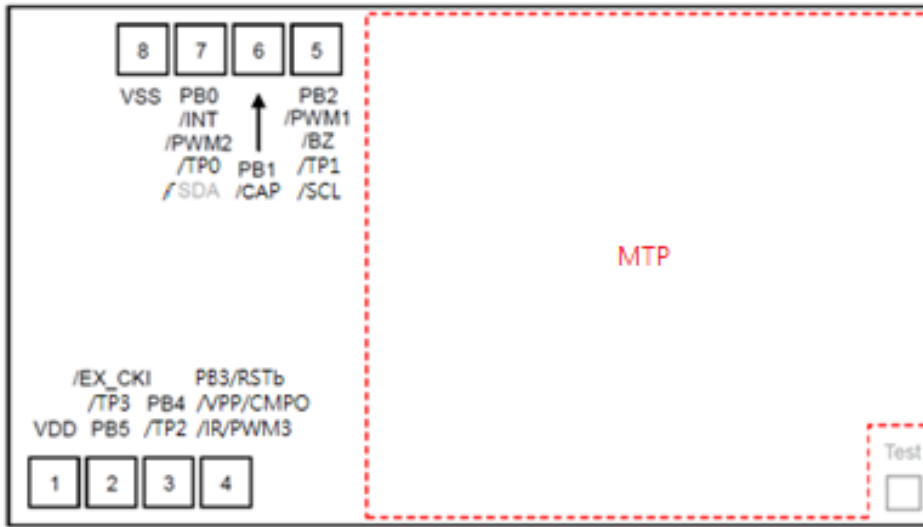 8 7 6 5
VSS PB0 PB2
/INT /PWM1
/PWM2 /BZ
/TP0 PB1 /TP1
/SDA /CAP /SCL
MTP
/EX_CKI PB3/RSTb
/TP3 PB4 /VPP/CMPO
VDD PB5 /TP2 /IR/PWM3
Test
1 2 3 4